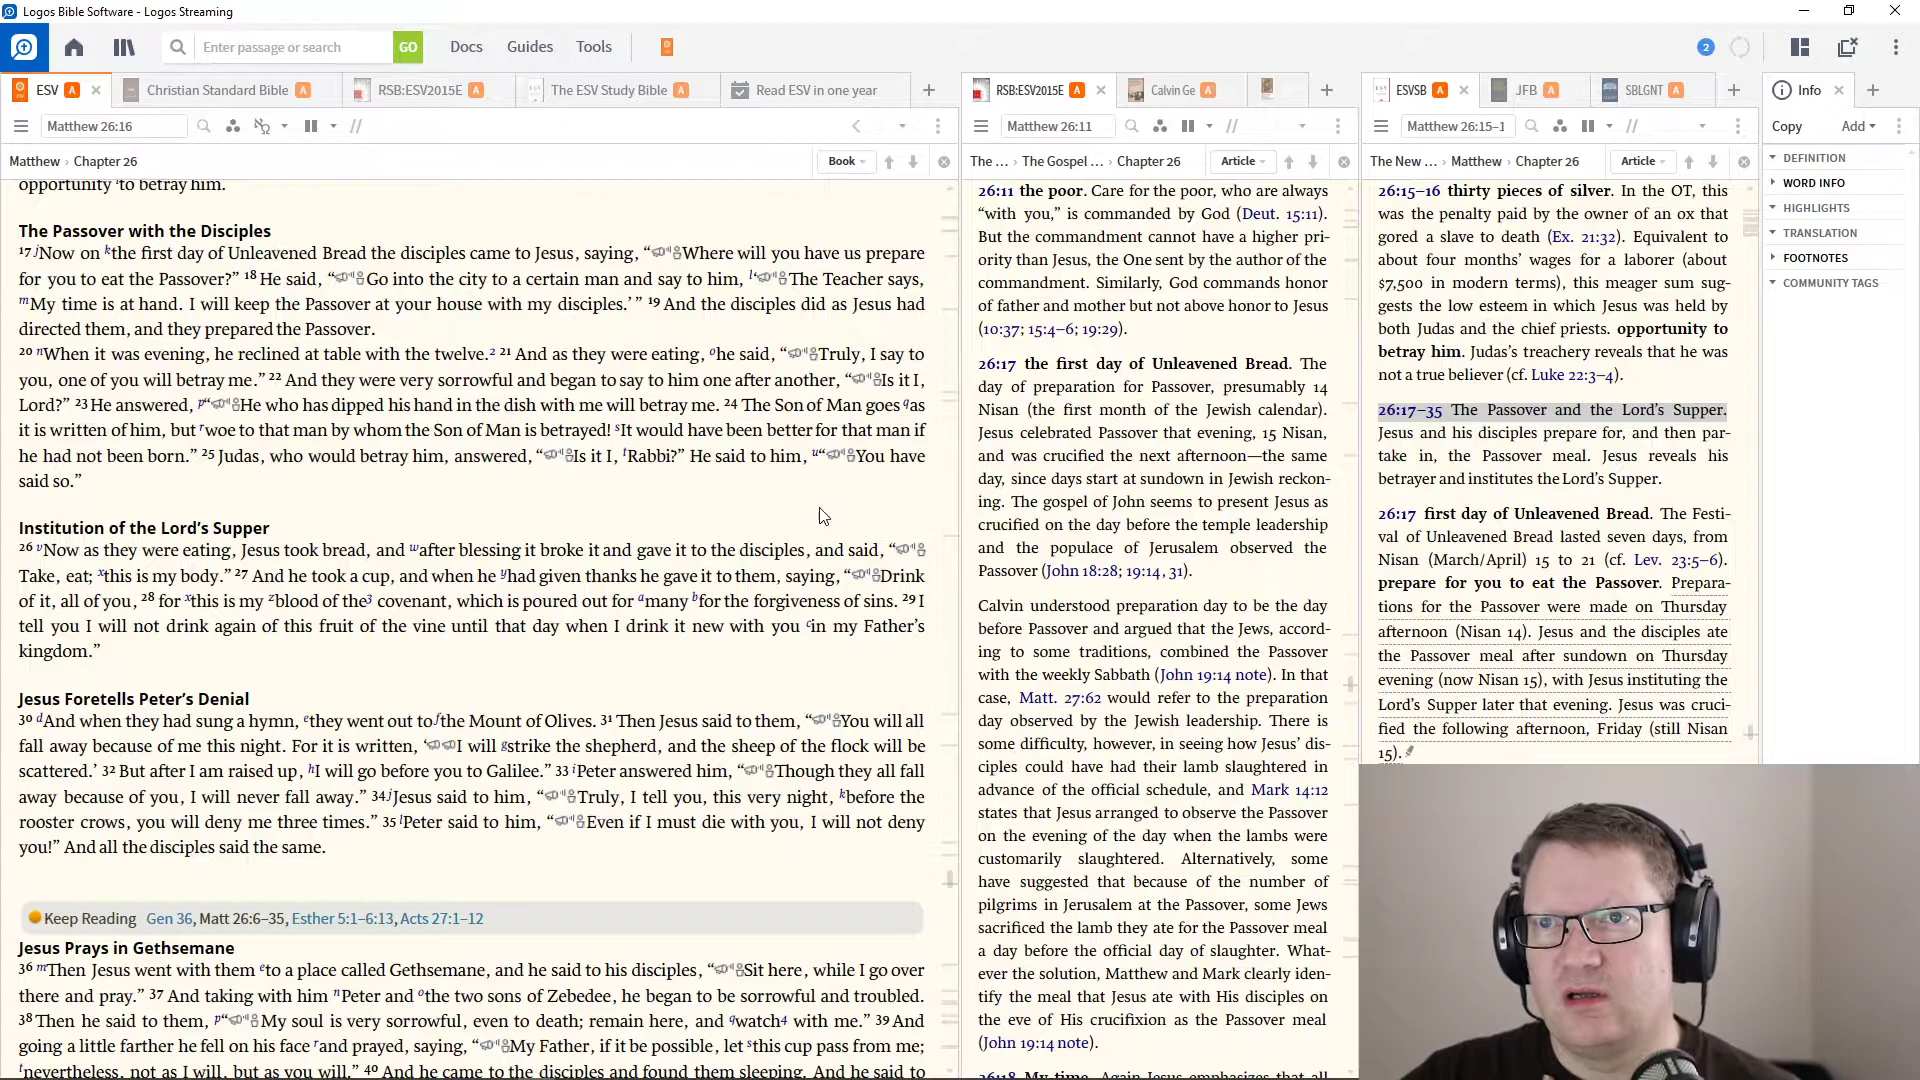 Logos Bible Software - Logos Streaming
Enter passage or search GO Docs Guides Tools 2
ESV A Christian Standard Bible A RSB:ESV2015E A The ESV Study Bible A Read ESV in one year
RSB:ESV2015E A Calvin Ge A
ESVSB A JFB A SBLGNT A
Info
Matthew 26:16
Matthew 26:11
Matthew 26:15–1
Copy Add
Matthew › Chapter 26 Book
The ... › The Gospel ... › Chapter 26 Article
The New ... › Matthew › Chapter 26 Article
opportunity to betray him.
The Passover with the Disciples
17 j Now on k the first day of Unleavened Bread the disciples came to Jesus, saying, “Where will you have us prepare
for you to eat the Passover?” 18 He said, “Go into the city to a certain man and say to him, l ‘The Teacher says,
m My time is at hand. I will keep the Passover at your house with my disciples.’ ” 19 And the disciples did as Jesus had
directed them, and they prepared the Passover.
20 n When it was evening, he reclined at table with the twelve. 2 21 And as they were eating, o he said, “Truly, I say to
you, one of you will betray me.” 22 And they were very sorrowful and began to say to him one after another, “Is it I,
Lord?” 23 He answered, p “He who has dipped his hand in the dish with me will betray me. 24 The Son of Man goes q as
it is written of him, but r woe to that man by whom the Son of Man is betrayed! s It would have been better for that man if
he had not been born.” 25 Judas, who would betray him, answered, “Is it I, t Rabbi?” He said to him, u “You have
said so.”
Institution of the Lord’s Supper
26 v Now as they were eating, Jesus took bread, and w after blessing it broke it and gave it to the disciples, and said, “
Take, eat; x this is my body.” 27 And he took a cup, and when he y had given thanks he gave it to them, saying, “Drink
of it, all of you, 28 for x this is my z blood of the 3 covenant, which is poured out for a many b for the forgiveness of sins. 29 I
tell you I will not drink again of this fruit of the vine until that day when I drink it new with you c in my Father’s
kingdom.”
Jesus Foretells Peter’s Denial
30 d And when they had sung a hymn, e they went out to f the Mount of Olives. 31 Then Jesus said to them, “You will all
fall away because of me this night. For it is written, ‘I will g strike the shepherd, and the sheep of the flock will be
scattered.’ 32 But after I am raised up, h I will go before you to Galilee.” 33 i Peter answered him, “Though they all fall
away because of you, I will never fall away.” 34 j Jesus said to him, “Truly, I tell you, this very night, k before the
rooster crows, you will deny me three times.” 35 l Peter said to him, “Even if I must die with you, I will not deny
you!” And all the disciples said the same.
Keep Reading Gen 36, Matt 26:6–35, Esther 5:1–6:13, Acts 27:1–12
Jesus Prays in Gethsemane
36 m Then Jesus went with them e to a place called Gethsemane, and he said to his disciples, “Sit here, while I go over
there and pray.” 37 And taking with him n Peter and o the two sons of Zebedee, he began to be sorrowful and troubled.
38 Then he said to them, p “My soul is very sorrowful, even to death; remain here, and q watch 4 with me.” 39 And
going a little farther he fell on his face r and prayed, saying, “My Father, if it be possible, let s this cup pass from me;
t nevertheless, not as I will, but as you will.” 40 And he came to the disciples and found them sleeping. And he said to
26:11 the poor. Care for the poor, who are always
“with you,” is commanded by God (Deut. 15:11).
But the commandment cannot have a higher pri-
ority than Jesus, the One sent by the author of the
commandment. Similarly, God commands honor
of father and mother but not above honor to Jesus
(10:37; 15:4–6; 19:29).
26:17 the first day of Unleavened Bread. The
day of preparation for Passover, presumably 14
Nisan (the first month of the Jewish calendar).
Jesus celebrated Passover that evening, 15 Nisan,
and was crucified the next afternoon—the same
day, since days start at sundown in Jewish reckon-
ing. The gospel of John seems to present Jesus as
crucified on the day before the temple leadership
and the populace of Jerusalem observed the
Passover (John 18:28; 19:14, 31).
Calvin understood preparation day to be the day
before Passover and argued that the Jews, accord-
ing to some traditions, combined the Passover
with the weekly Sabbath (John 19:14 note). In that
case, Matt. 27:62 would refer to the preparation
day observed by the Jewish leadership. There is
some difficulty, however, in seeing how Jesus’ dis-
ciples could have had their lamb slaughtered in
advance of the official schedule, and Mark 14:12
states that Jesus arranged to observe the Passover
on the evening of the day when the lambs were
customarily slaughtered. Alternatively, some
have suggested that because of the number of
pilgrims in Jerusalem at the Passover, some Jews
sacrificed the lamb they ate for the Passover meal
a day before the official day of slaughter. What-
ever the solution, Matthew and Mark clearly iden-
tify the meal that Jesus ate with His disciples on
the eve of His crucifixion as the Passover meal
(John 19:14 note).
26:18 My time. Again Jesus emphasizes that all
26:15–16 thirty pieces of silver. In the OT, this
was the penalty paid by the owner of an ox that
gored a slave to death (Ex. 21:32). Equivalent to
about four months’ wages for a laborer (about
$7,500 in modern terms), this meager sum sug-
gests the low esteem in which Jesus was held by
both Judas and the chief priests. opportunity to
betray him. Judas’s treachery reveals that he was
not a true believer (cf. Luke 22:3–4).
26:17–35 The Passover and the Lord’s Supper.
Jesus and his disciples prepare for, and then par-
take in, the Passover meal. Jesus reveals his
betrayer and institutes the Lord’s Supper.
26:17 first day of Unleavened Bread. The Festi-
val of Unleavened Bread lasted seven days, from
Nisan (March/April) 15 to 21 (cf. Lev. 23:5–6).
prepare for you to eat the Passover. Prepara-
tions for the Passover were made on Thursday
afternoon (Nisan 14). Jesus and the disciples ate
the Passover meal after sundown on Thursday
evening (now Nisan 15), with Jesus instituting the
Lord’s Supper later that evening. Jesus was cruci-
fied the following afternoon, Friday (still Nisan
15).
DEFINITION
WORD INFO
HIGHLIGHTS
TRANSLATION
FOOTNOTES
COMMUNITY TAGS